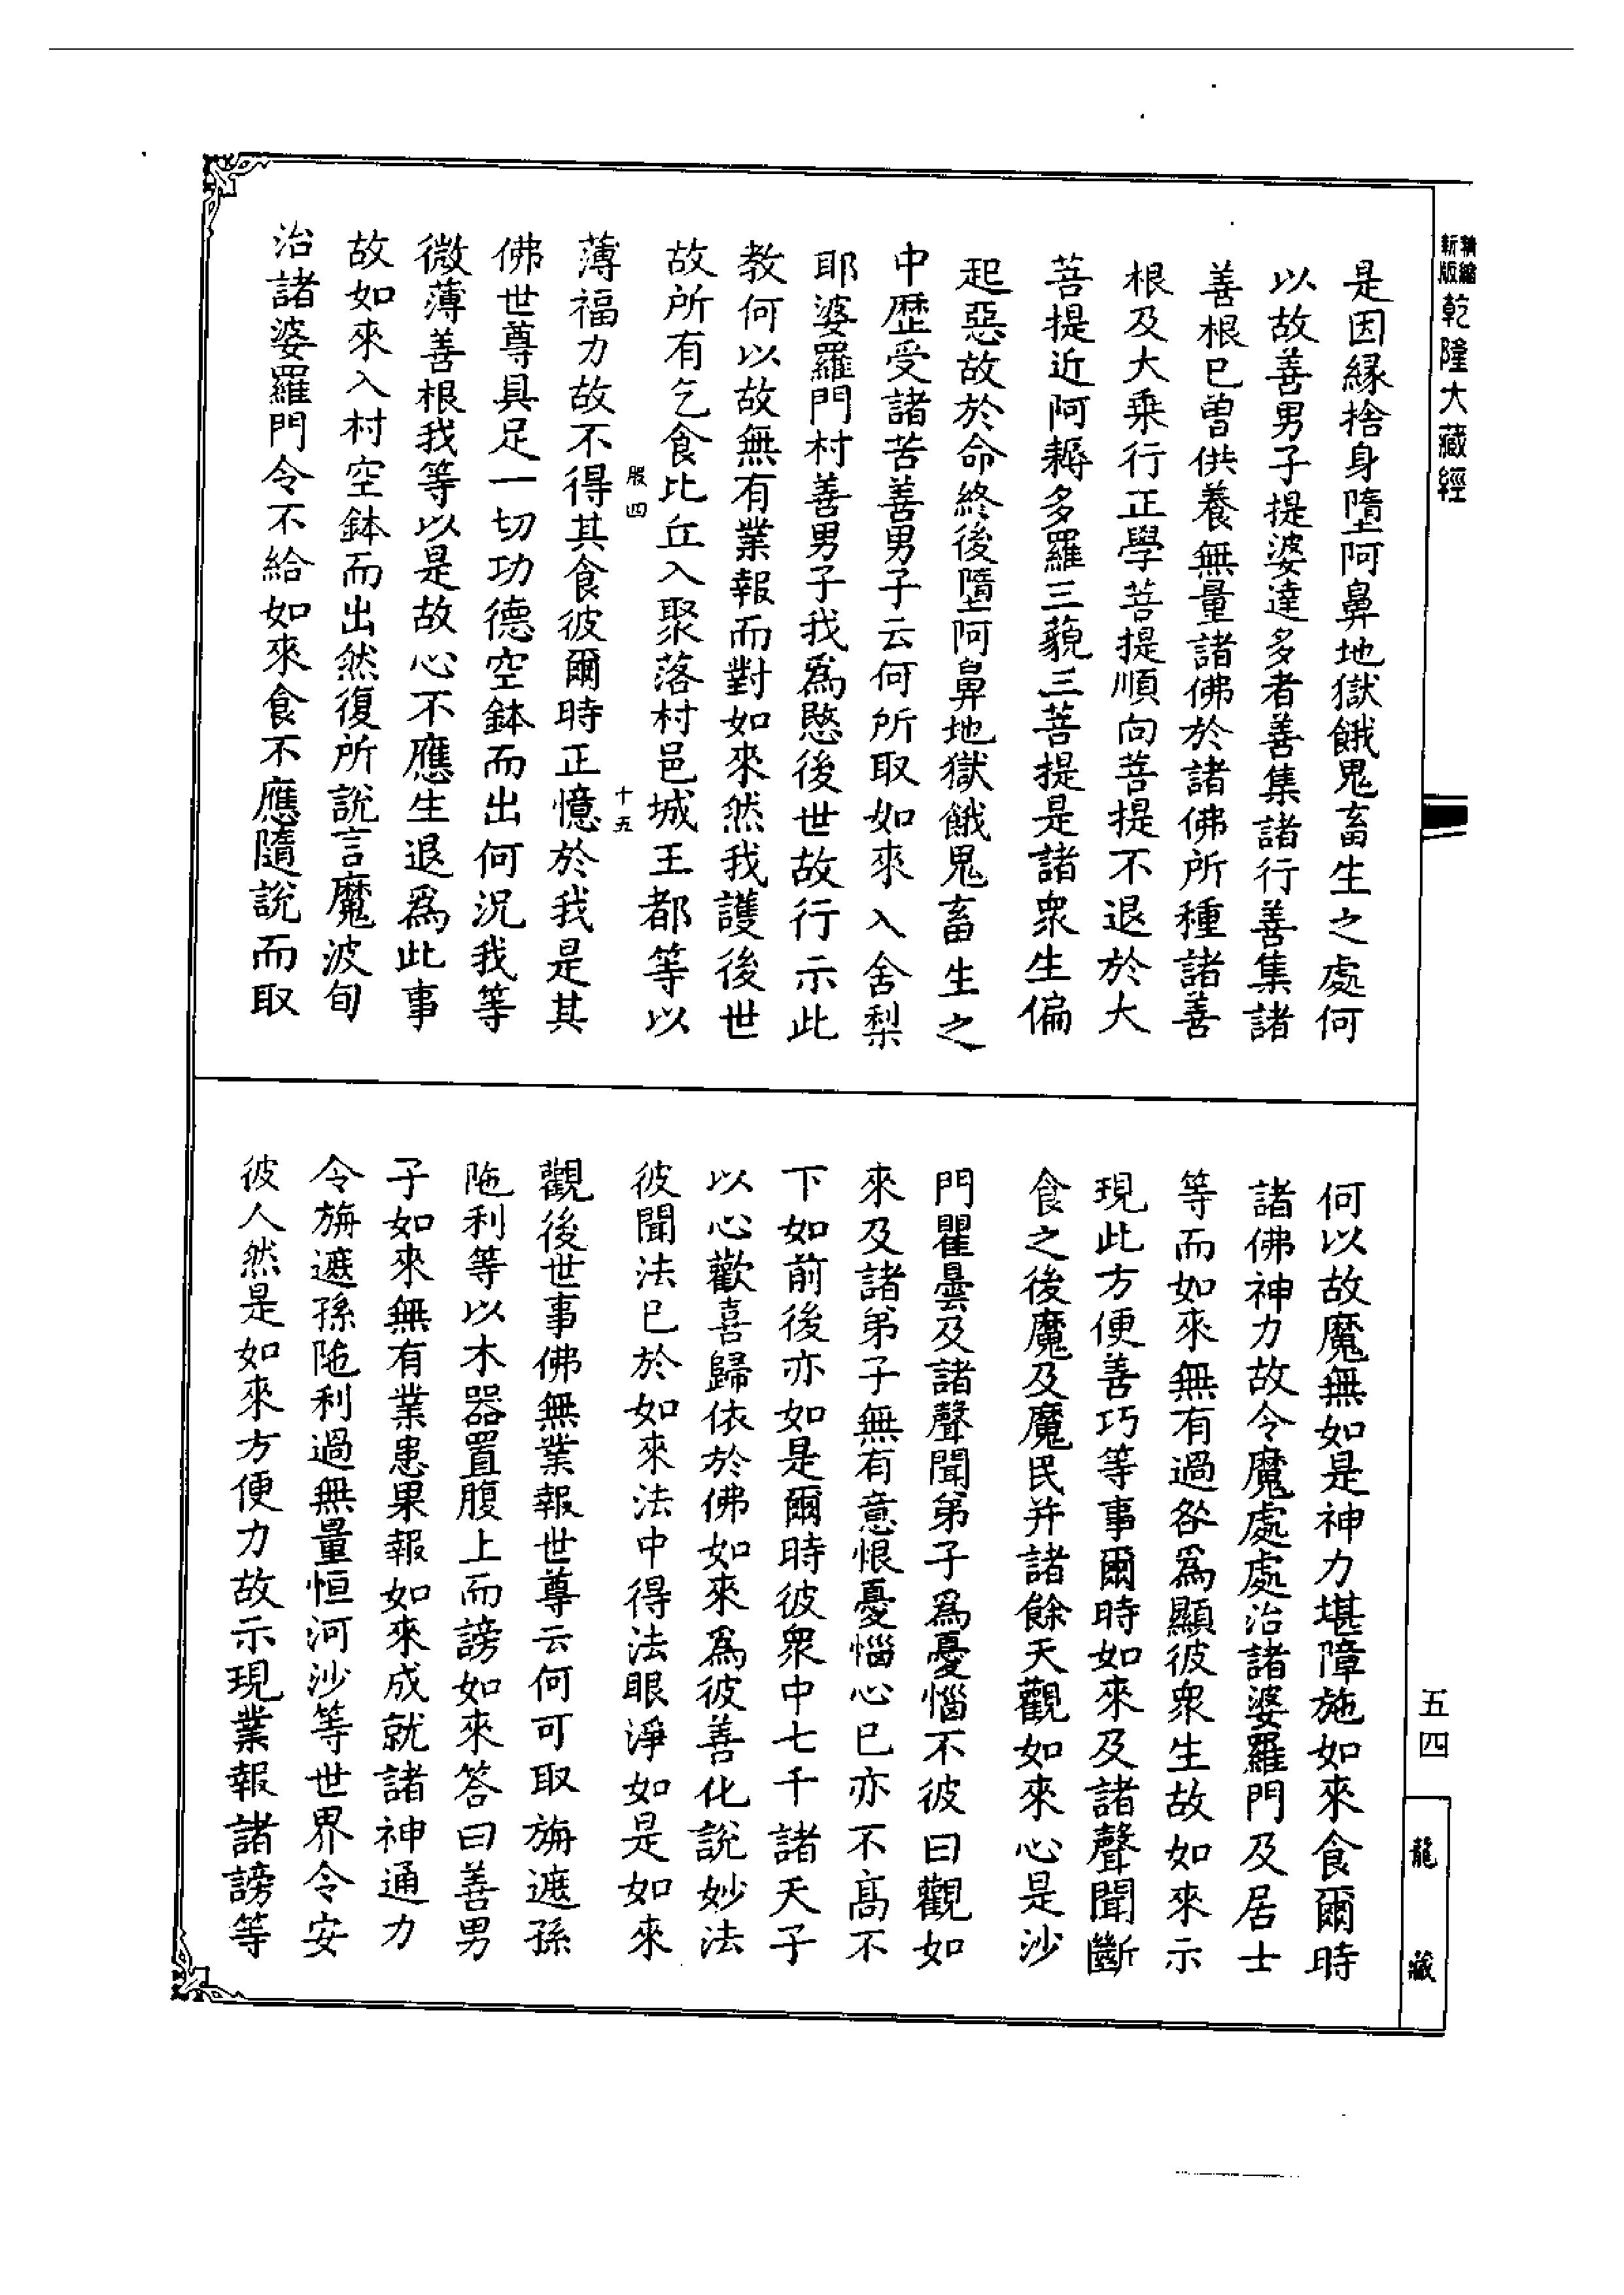 精縮
新版
乾隆大藏經
是因縁捨身墮阿鼻地獄餓鬼畜生之處何
以故善男子提婆達多者善集諸行善集諸
善根已曾供養無量諸佛於諸佛所種諸善
根及大乗行正學菩提順向菩提不退於大
菩提近阿耨多羅三藐三菩提是諸衆生偏
起惡故於命終後墮阿鼻地獄餓鬼畜生之
中歴受諸苦善男子云何所取如來入舍梨
耶婆羅門村善男子我爲愍後世故行示此
教何以故無有業報而對如來然我護後世
故所有乞食比丘入聚落村邑城王都等以
殷四
十五
薄福力故不得其食彼爾時正憶於我是其
佛世尊具足一切功德空鉢而出何況我等
微薄善根我等以是故心不應生退爲此事
故如來入村空鉢而出然復所說言魔波旬
治諸婆羅門令不給如來食不應隨說而取
何以故魔無如是神力堪障施如來食爾時
諸佛神力故令魔處處治諸婆羅門及居士
等而如來無有過咎爲顯彼衆生故如來示
現此方便善巧等事爾時如來及諸聲聞斷
食之後魔及魔民并諸餘天觀如來心是沙
門瞿曇及諸聲聞弟子爲憂惱不彼曰觀如
來及諸弟子無有意恨憂惱心已亦不高不
下如前後亦如是爾時彼衆中七千諸天子
以心歡喜歸依於佛如來爲彼善化說妙法
彼聞法已於如來法中得法眼淨如是如來
觀後世事佛無業報世尊云何可取旃遮孫
陁利等以木器置腹上而謗如來答曰善男
子如來無有業患果報如來成就諸神通力
令旃遮孫陁利過無量恒河沙等世界令安
彼人然是如來方便力故示現業報諸謗等
五四
龍藏